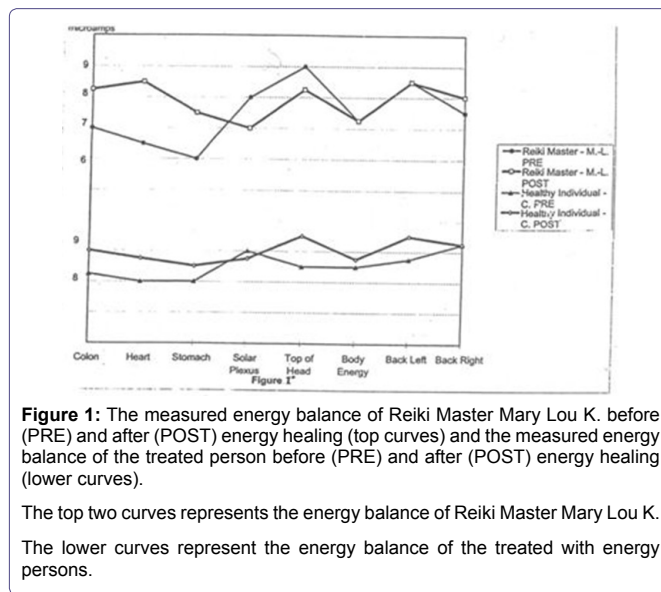 microamps
9
8
7
6
9
8
Reiki Master - M.-L. PRE
Reiki Master - M.-L. POST
Healthy Individual - C. PRE
Healthy Individual - C. POST
Colon Heart Stomach Solar Plexus Top of Head Body Energy Back Left Back Right
Figure 1*
Figure 1: The measured energy balance of Reiki Master Mary Lou K. before
(PRE) and after (POST) energy healing (top curves) and the measured energy
balance of the treated person before (PRE) and after (POST) energy healing
(lower curves).
The top two curves represents the energy balance of Reiki Master Mary Lou K.
The lower curves represent the energy balance of the treated with energy
persons.